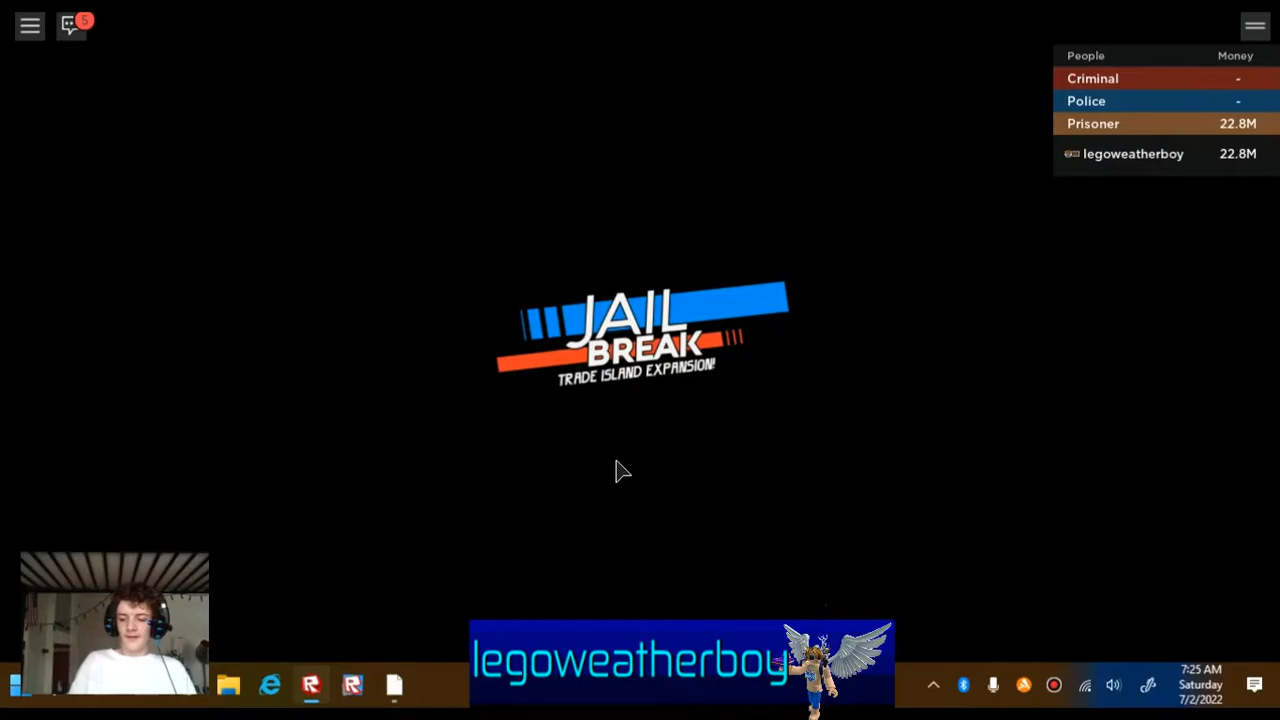 5
People Money
Criminal -
Police -
Prisoner 22.8M
legoweatherboy 22.8M
JAIL
BREAK
TRADE ISLAND EXPANSION!
legoweatherboy
7:25 AM
Saturday
7/2/2022